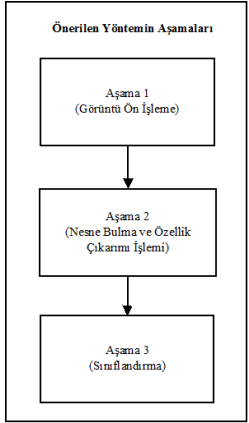 Önerilen Yöntemin Aşamaları
Aşama 1
(Görüntü Ön İşleme)
Aşama 2
(Nesne Bulma ve Özellik
Çıkarımı İşlemi)
Aşama 3
(Sınıflandırma)